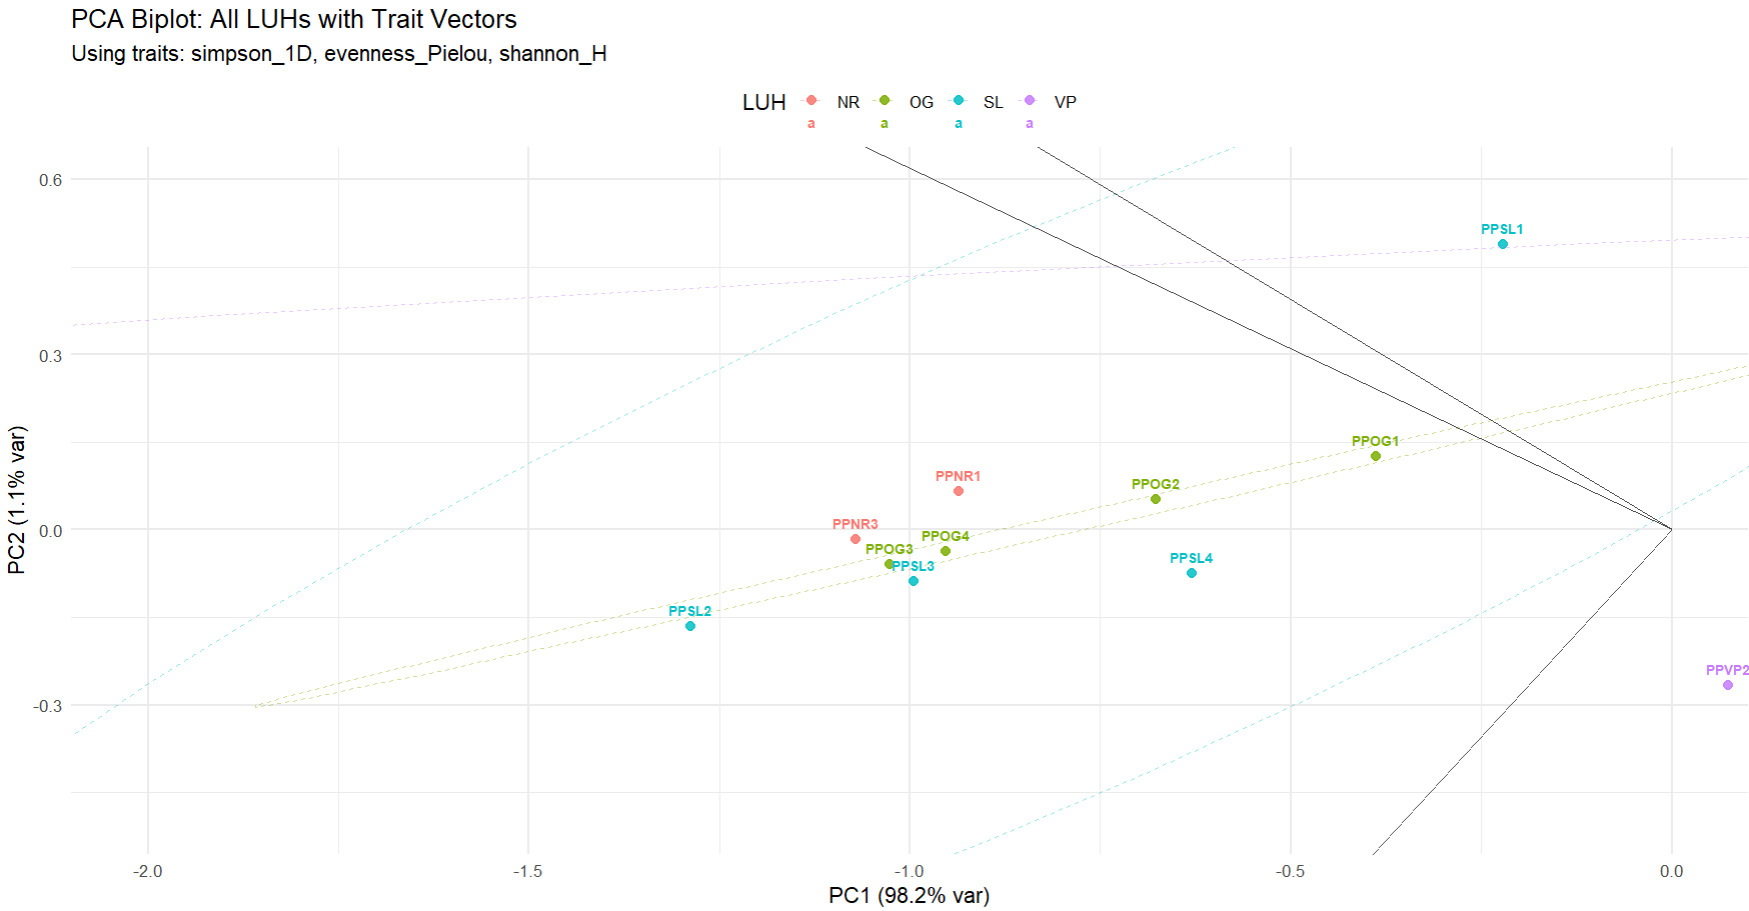 PCA Biplot: All LUHs with Trait Vectors
Using traits: simpson_1D, evenness_Pielou, shannon_H
LUH NR OG SL VP
a a a a
0.6
0.3
0.0
-0.3
PC2 (1.1% var)
PPSL1
PPOG1
PPNR1
PPOG2
PPNR3
PPOG4
PPOG3
PPSL4
PPSL3
PPSL2
PPVP2
-2.0 -1.5 -1.0 -0.5 0.0
PC1 (98.2% var)